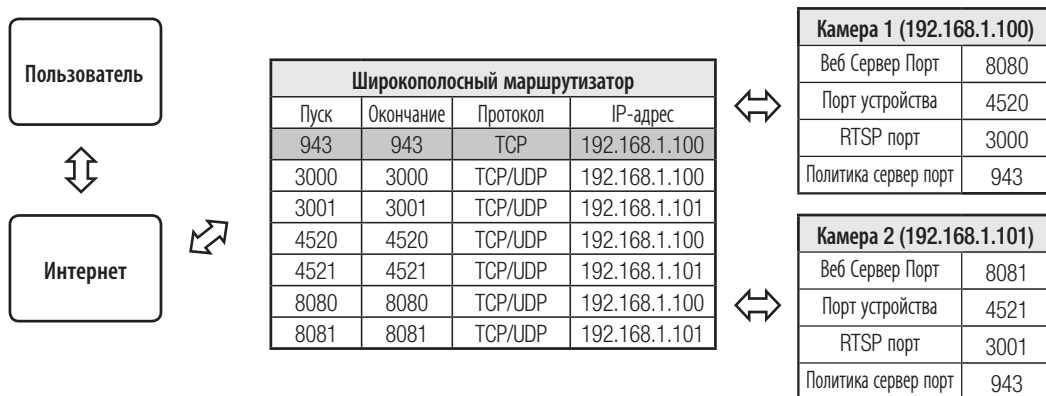 Пользователь
Интернет
Широкополосный маршрутизатор
Пуск Окончание Протокол IP-адрес
943 943 TCP 192.168.1.100
3000 3000 TCP/UDP 192.168.1.100
3001 3001 TCP/UDP 192.168.1.101
4520 4520 TCP/UDP 192.168.1.100
4521 4521 TCP/UDP 192.168.1.101
8080 8080 TCP/UDP 192.168.1.100
8081 8081 TCP/UDP 192.168.1.101
Камера 1 (192.168.1.100)
Веб Сервер Порт 8080
Порт устройства 4520
RTSP порт 3000
Политика сервер порт 943
Камера 2 (192.168.1.101)
Веб Сервер Порт 8081
Порт устройства 4521
RTSP порт 3001
Политика сервер порт 943